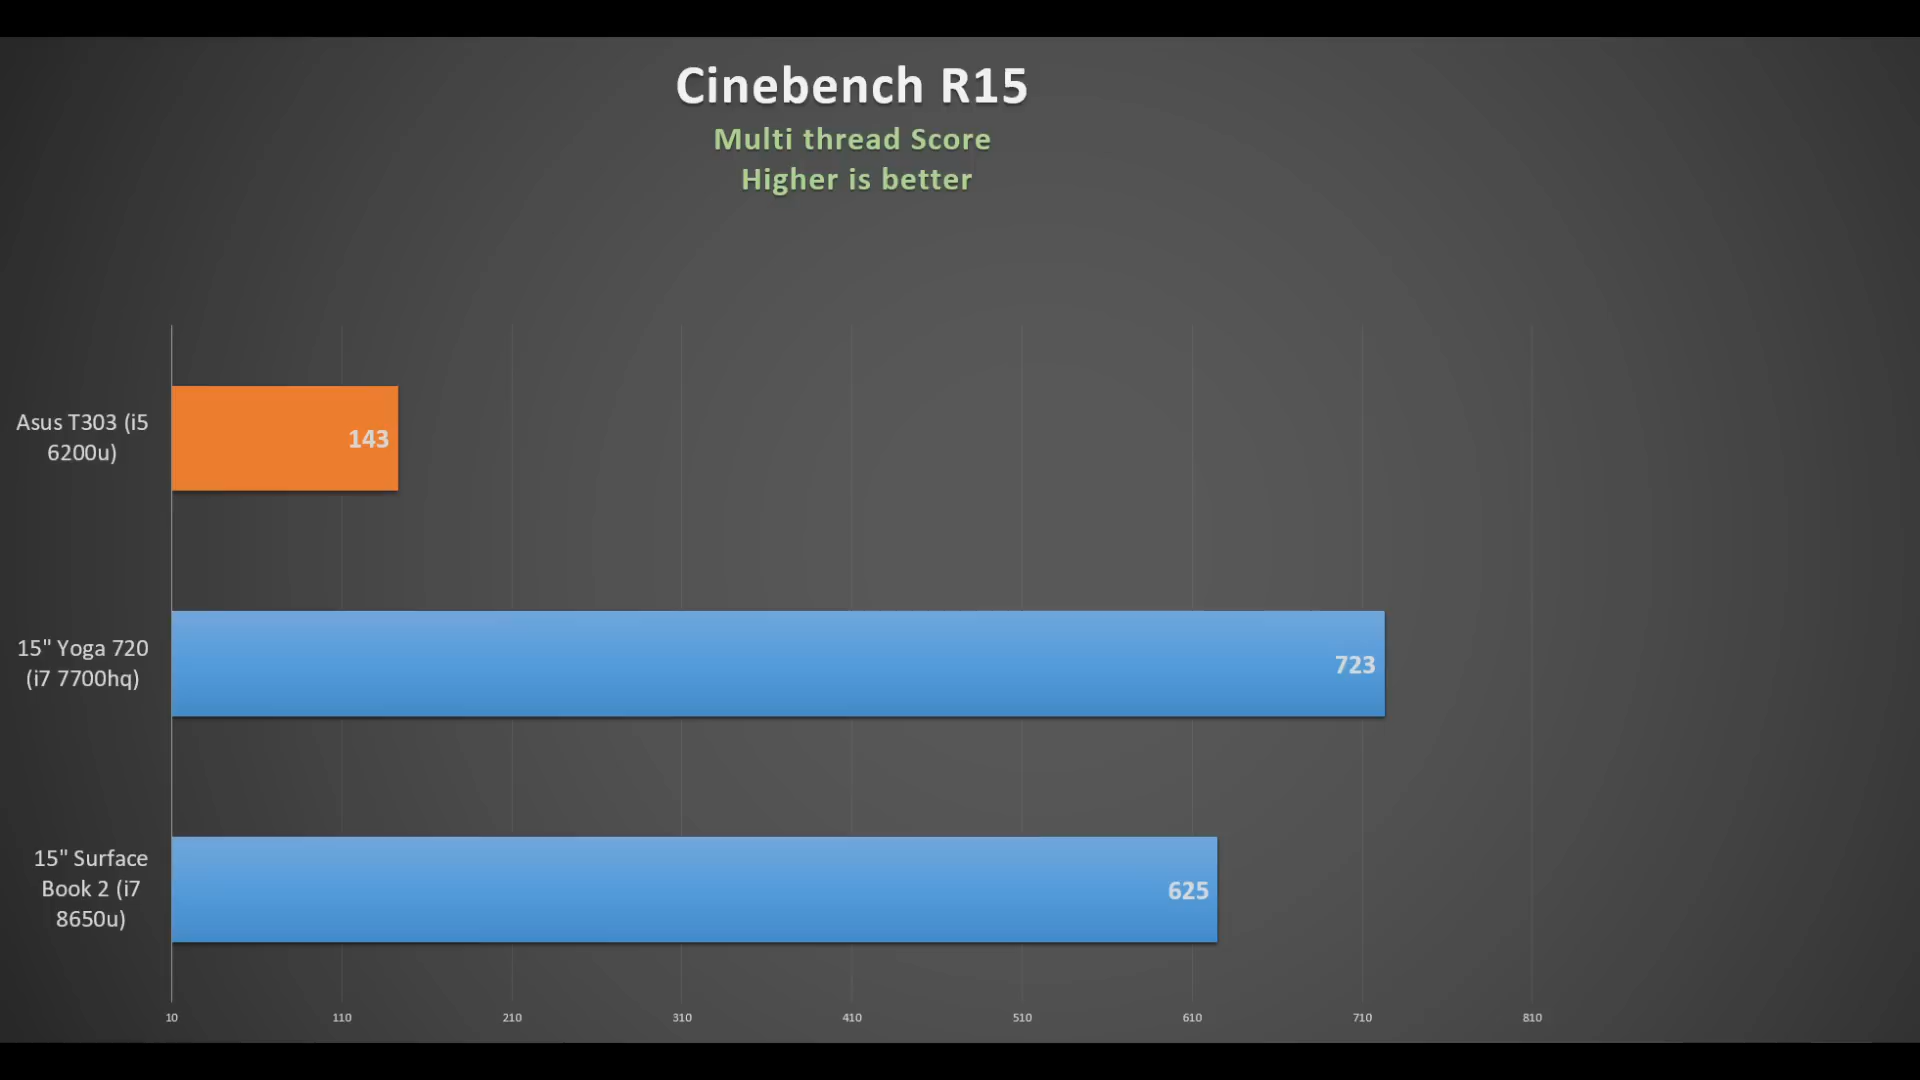 Cinebench R15
Multi thread Score
Higher is better
Asus T303 (i5
6200u)
143
15" Yoga 720
(i7 7700hq)
723
15" Surface
Book 2 (i7
8650u)
625
10 110 210 310 410 510 610 710 810